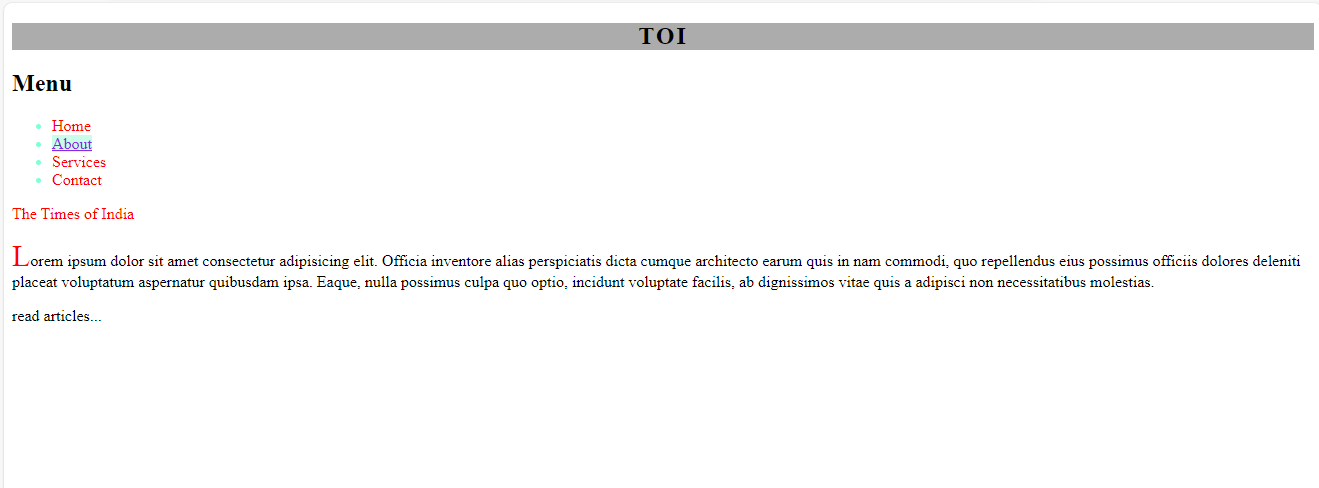 TOI
Menu
Home
About
Services
Contact
The Times of India
Lorem ipsum dolor sit amet consectetur adipisicing elit. Officia inventore alias perspiciatis dicta cumque architecto earum quis in nam commodi, quo repellendus eius possimus officiis dolores deleniti
placeat voluptatum aspernatur quibusdam ipsa. Eaque, nulla possimus culpa quo optio, incidunt voluptate facilis, ab dignissimos vitae quis a adipisci non necessitatibus molestias.
read articles...